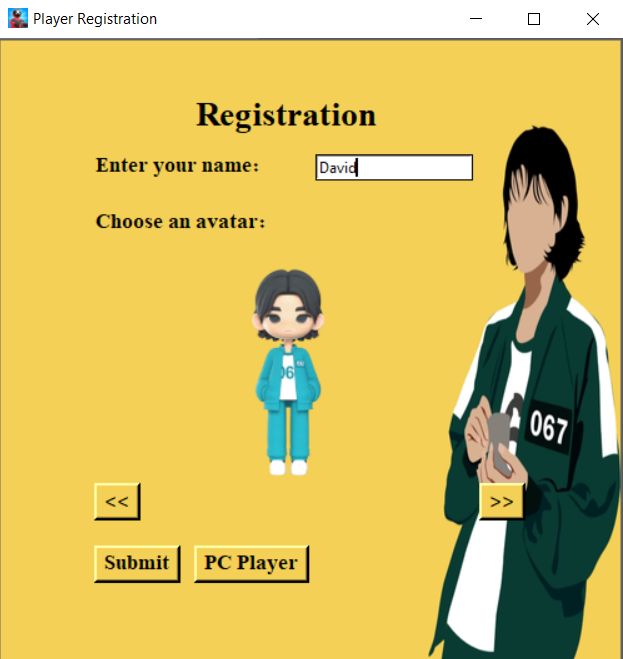 Player Registration
Registration
Enter your name:
David
Choose an avatar:
067
067
<< >>
Submit PC Player